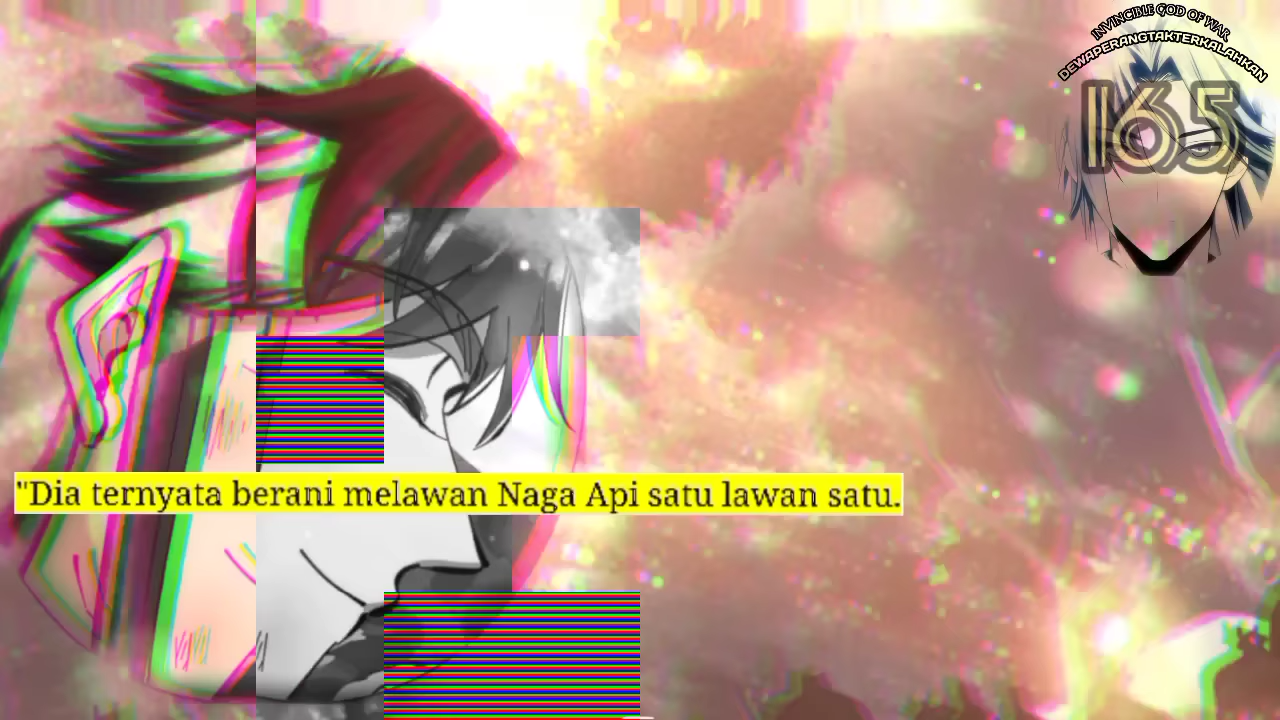 INVINCIBLE GOD OF WAR
DEWAPERANGTAKTERKALAHKAN
165
"Dia ternyata berani melawan Naga Api satu lawan satu.